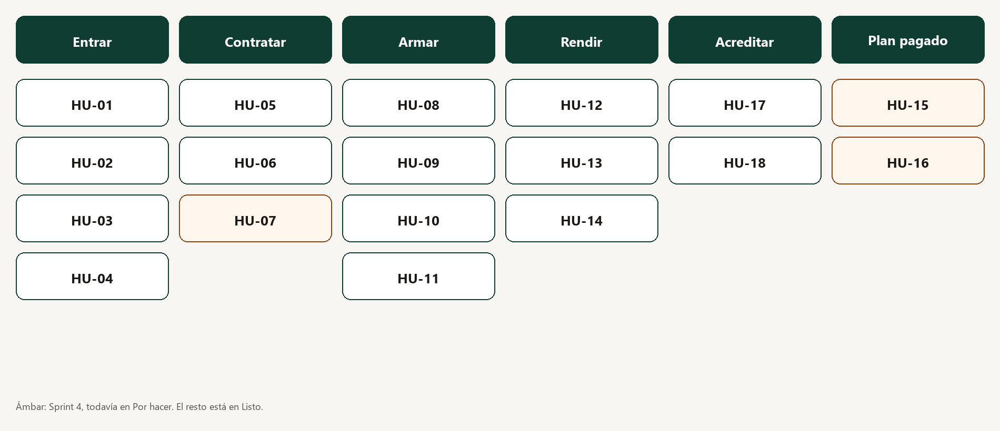 Entrar
Contratar
Armar
Rendir
Acreditar
Plan pagado
HU-01
HU-05
HU-08
HU-12
HU-17
HU-15
HU-02
HU-06
HU-09
HU-13
HU-18
HU-16
HU-03
HU-07
HU-10
HU-14
HU-04
HU-11
Ámbar: Sprint 4, todavía en Por hacer. El resto está en Listo.